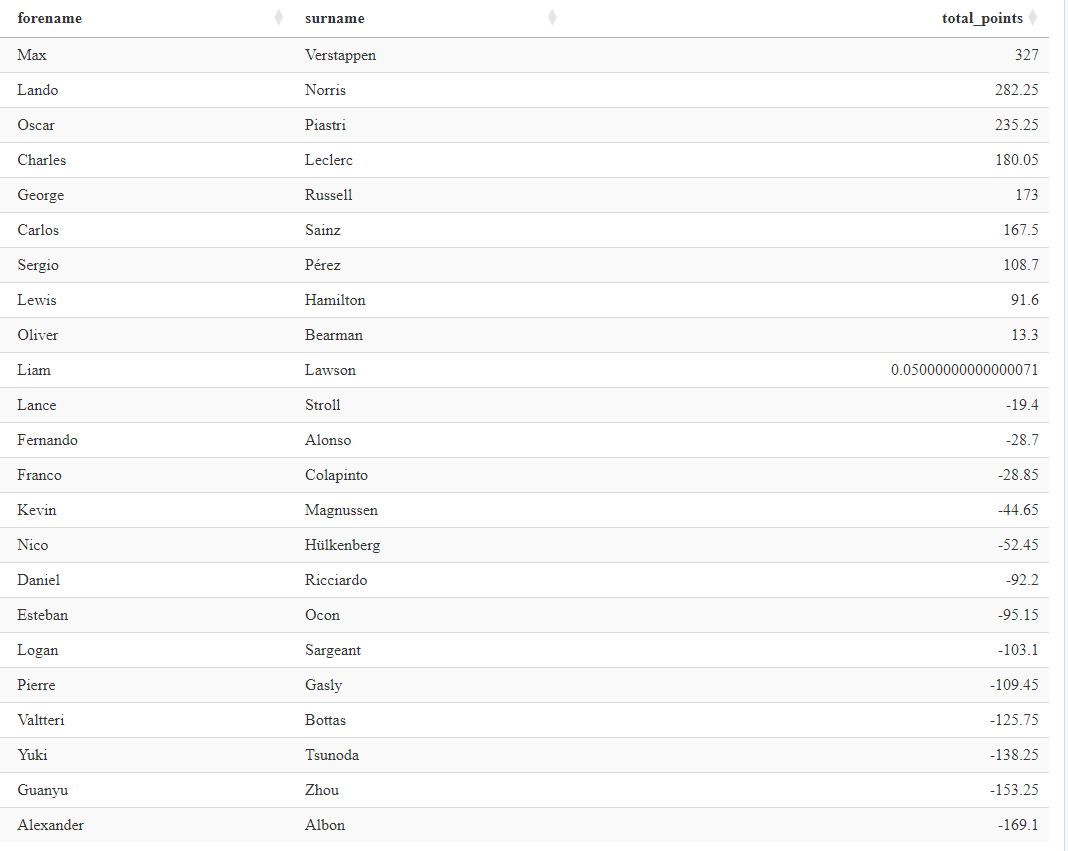 forename surname total_points
Max Verstappen 327
Lando Norris 282.25
Oscar Piastri 235.25
Charles Leclerc 180.05
George Russell 173
Carlos Sainz 167.5
Sergio Pérez 108.7
Lewis Hamilton 91.6
Oliver Bearman 13.3
Liam Lawson 0.05000000000000071
Lance Stroll -19.4
Fernando Alonso -28.7
Franco Colapinto -28.85
Kevin Magnussen -44.65
Nico Hülkenberg -52.45
Daniel Ricciardo -92.2
Esteban Ocon -95.15
Logan Sargeant -103.1
Pierre Gasly -109.45
Valtteri Bottas -125.75
Yuki Tsunoda -138.25
Guanyu Zhou -153.25
Alexander Albon -169.1